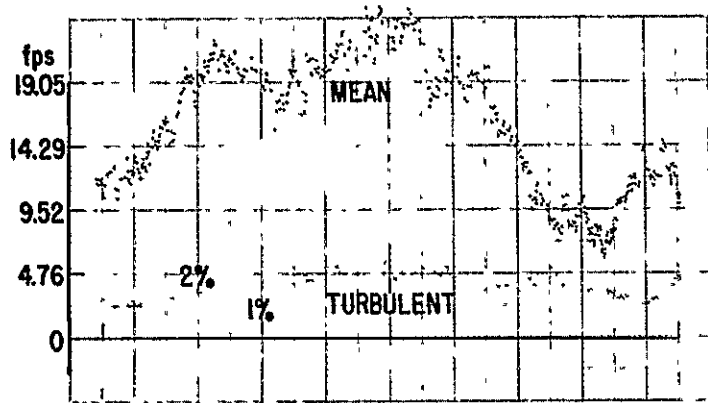 fps
19.05
MEAN
14.29
9.52
4.76
2%
1%
TURBULENT
0